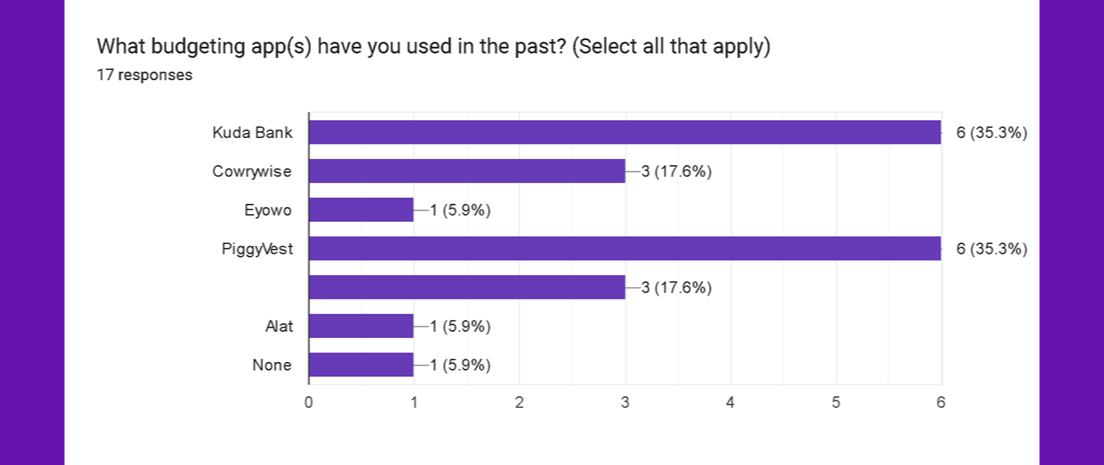 What budgeting app(s) have you used in the past? (Select all that apply)
17 responses
Kuda Bank 6 (35.3%)
Cowrywise 3 (17.6%)
Eyowo 1 (5.9%)
PiggyVest 6 (35.3%)
3 (17.6%)
Alat 1 (5.9%)
None 1 (5.9%)
0 1 2 3 4 5 6